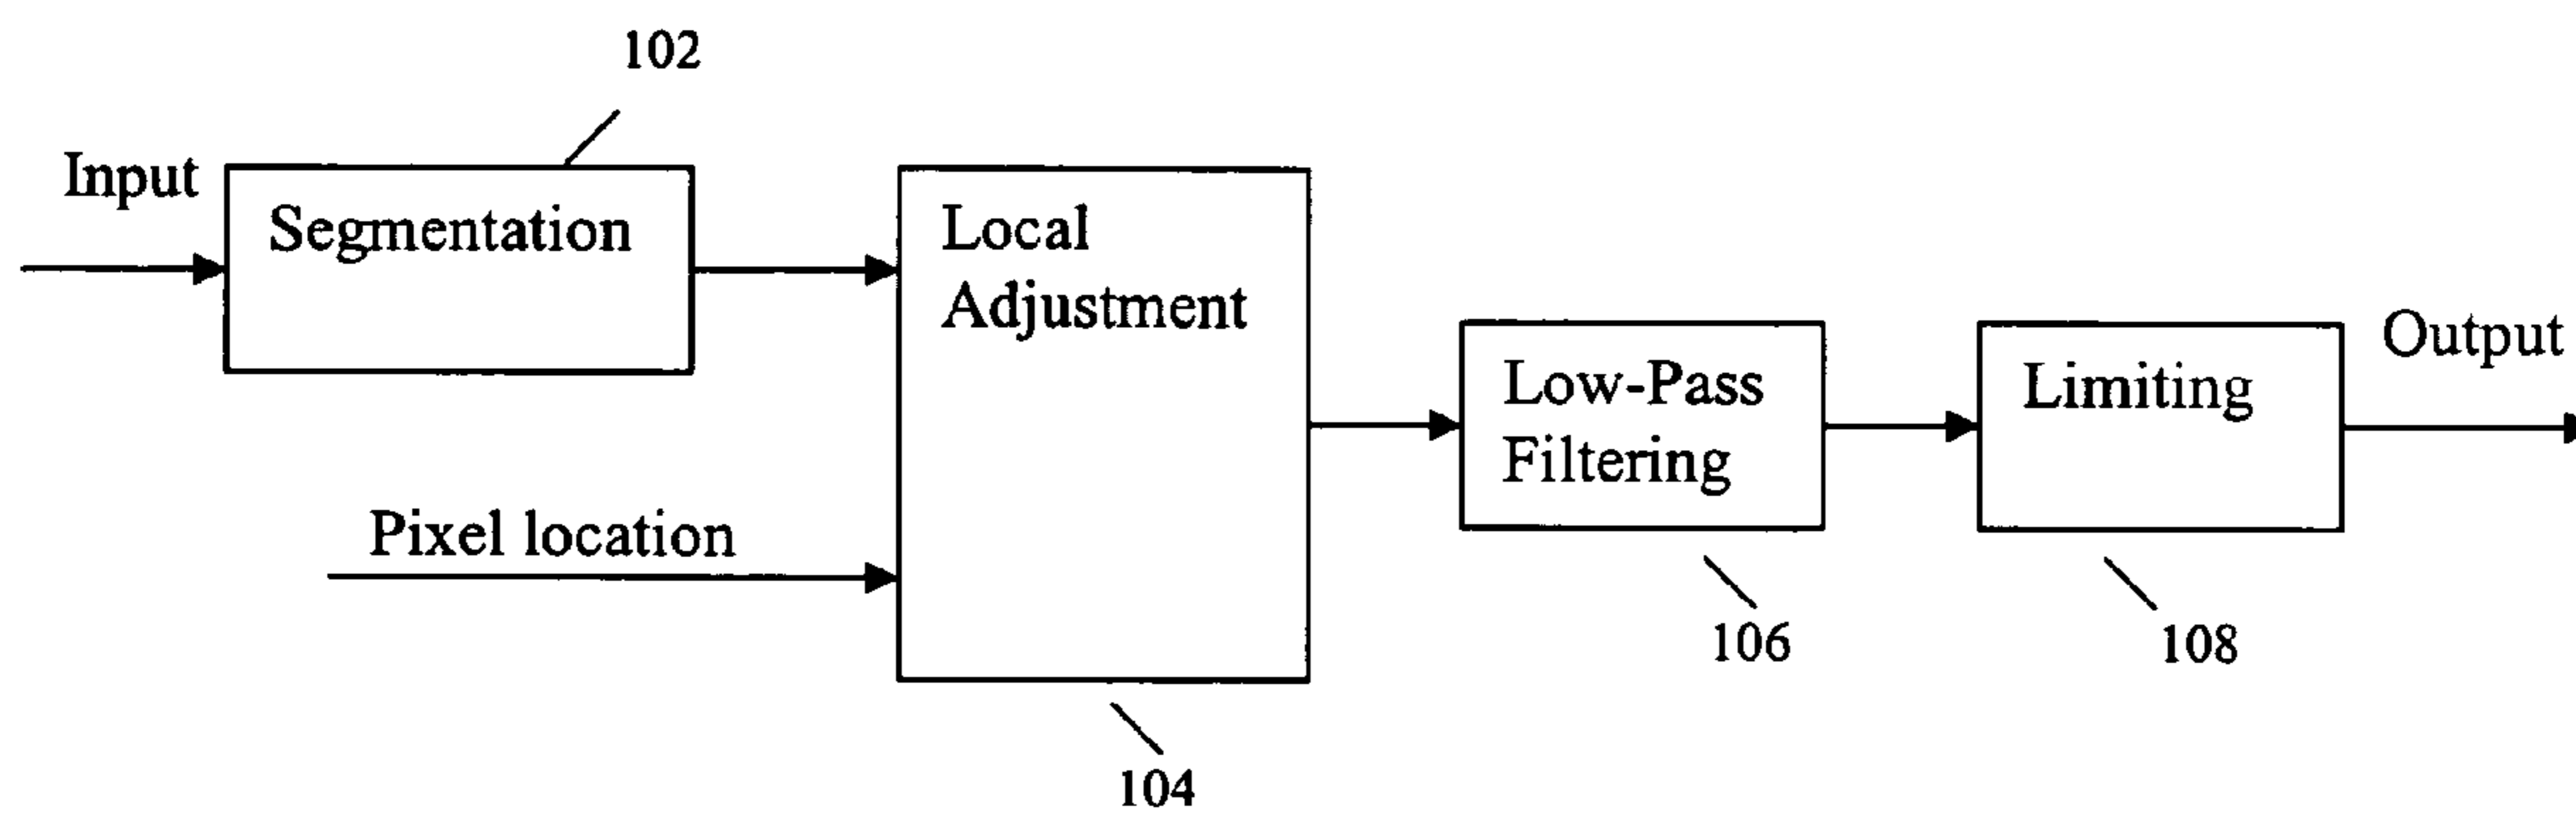 102
Input
Segmentation
Local
Adjustment
Pixel location
Low-Pass
Filtering
Limiting
Output
106
108
104